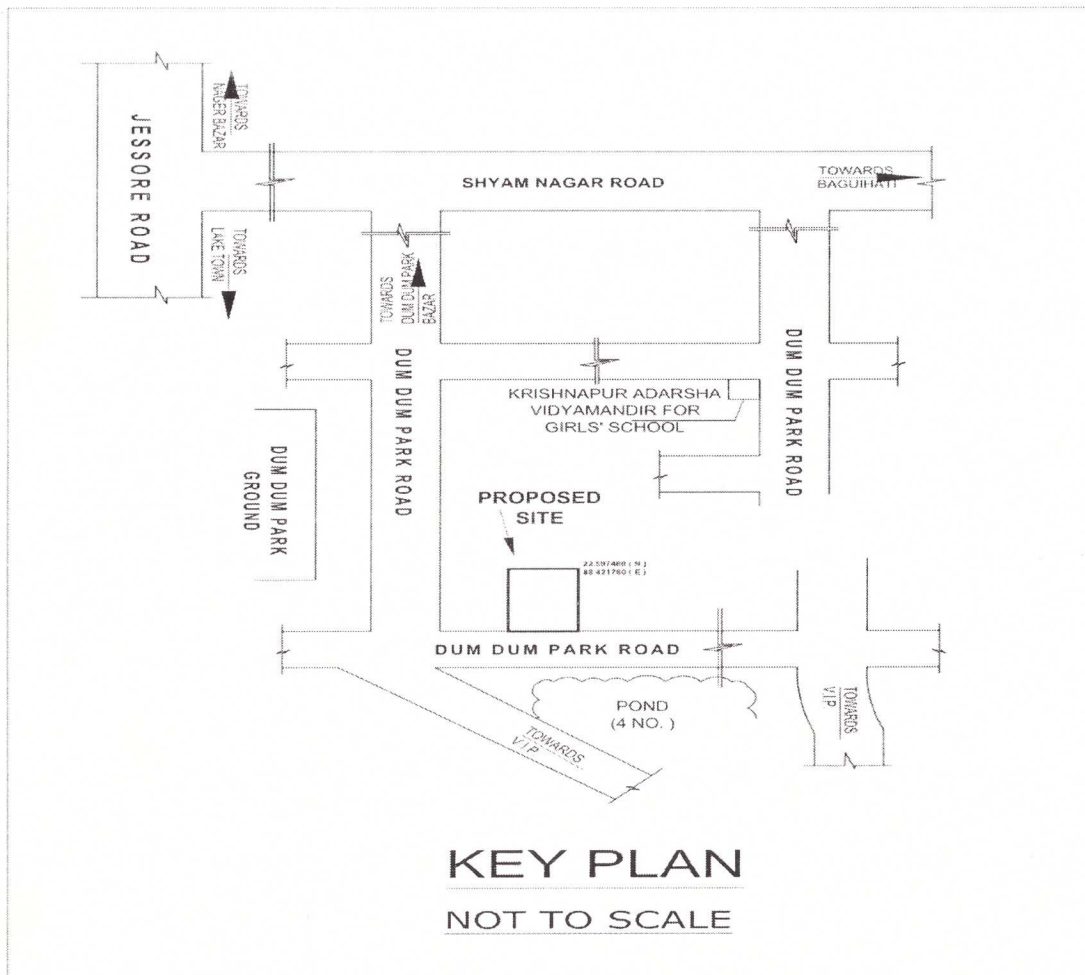 TOWARDS
NAGER BAZAR
JESSORE ROAD
SHYAM NAGAR ROAD
TOWARDS
BAGUIHATI
TOWARDS
LAKE TOWN
TOWARDS
DUM DUM PARK
BAZAR
DUM DUM PARK ROAD
DUM DUM PARK ROAD
KRISHNAPUR ADARSHA
VIDYAMANDIR FOR
GIRLS' SCHOOL
DUM DUM PARK
GROUND
PROPOSED
SITE
22.597460 ( N )
88.421760 ( E )
DUM DUM PARK ROAD
POND
(4 NO. )
TOWARDS
V I P
TOWARDS
V.I.P
KEY PLAN
NOT TO SCALE